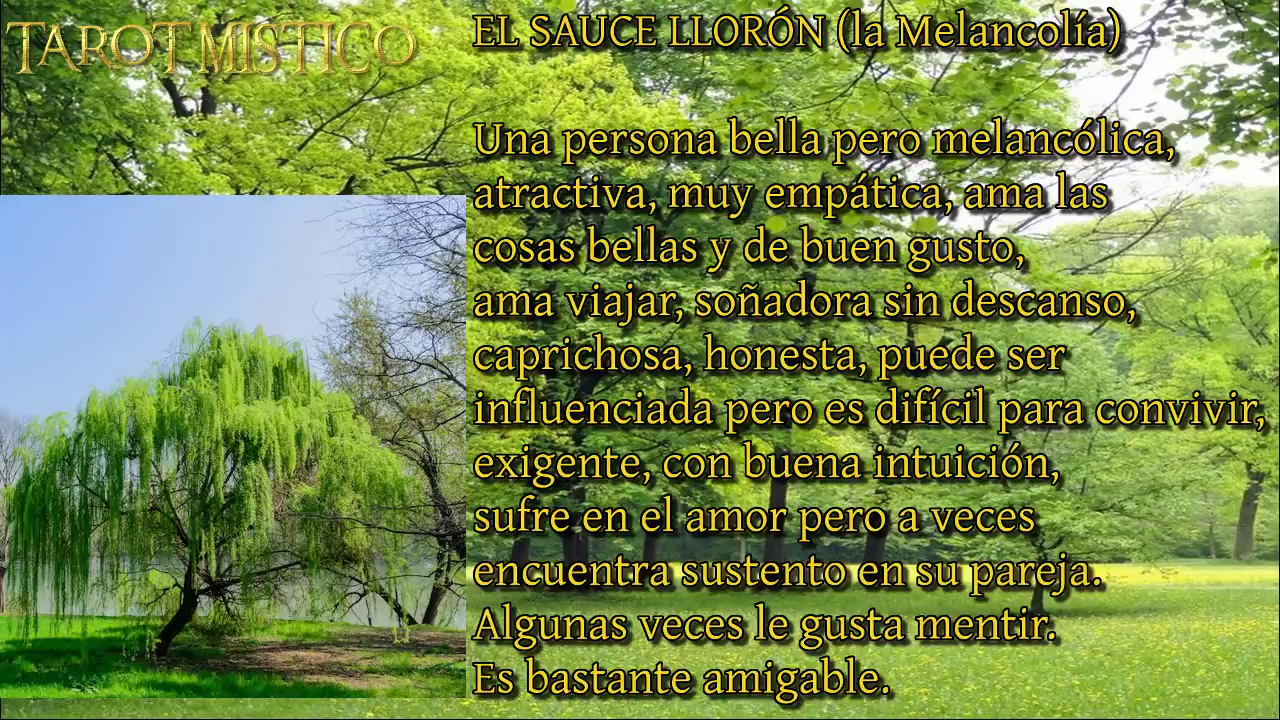 TAROT MISTICO
EL SAUCE LLORÓN (la Melancolía)
Una persona bella pero melancólica,
atractiva, muy empática, ama las
cosas bellas y de buen gusto,
ama viajar, soñadora sin descanso,
caprichosa, honesta, puede ser
influenciada pero es difícil para convivir,
exigente, con buena intuición,
sufre en el amor pero a veces
encuentra sustento en su pareja.
Algunas veces le gusta mentir.
Es bastante amigable.